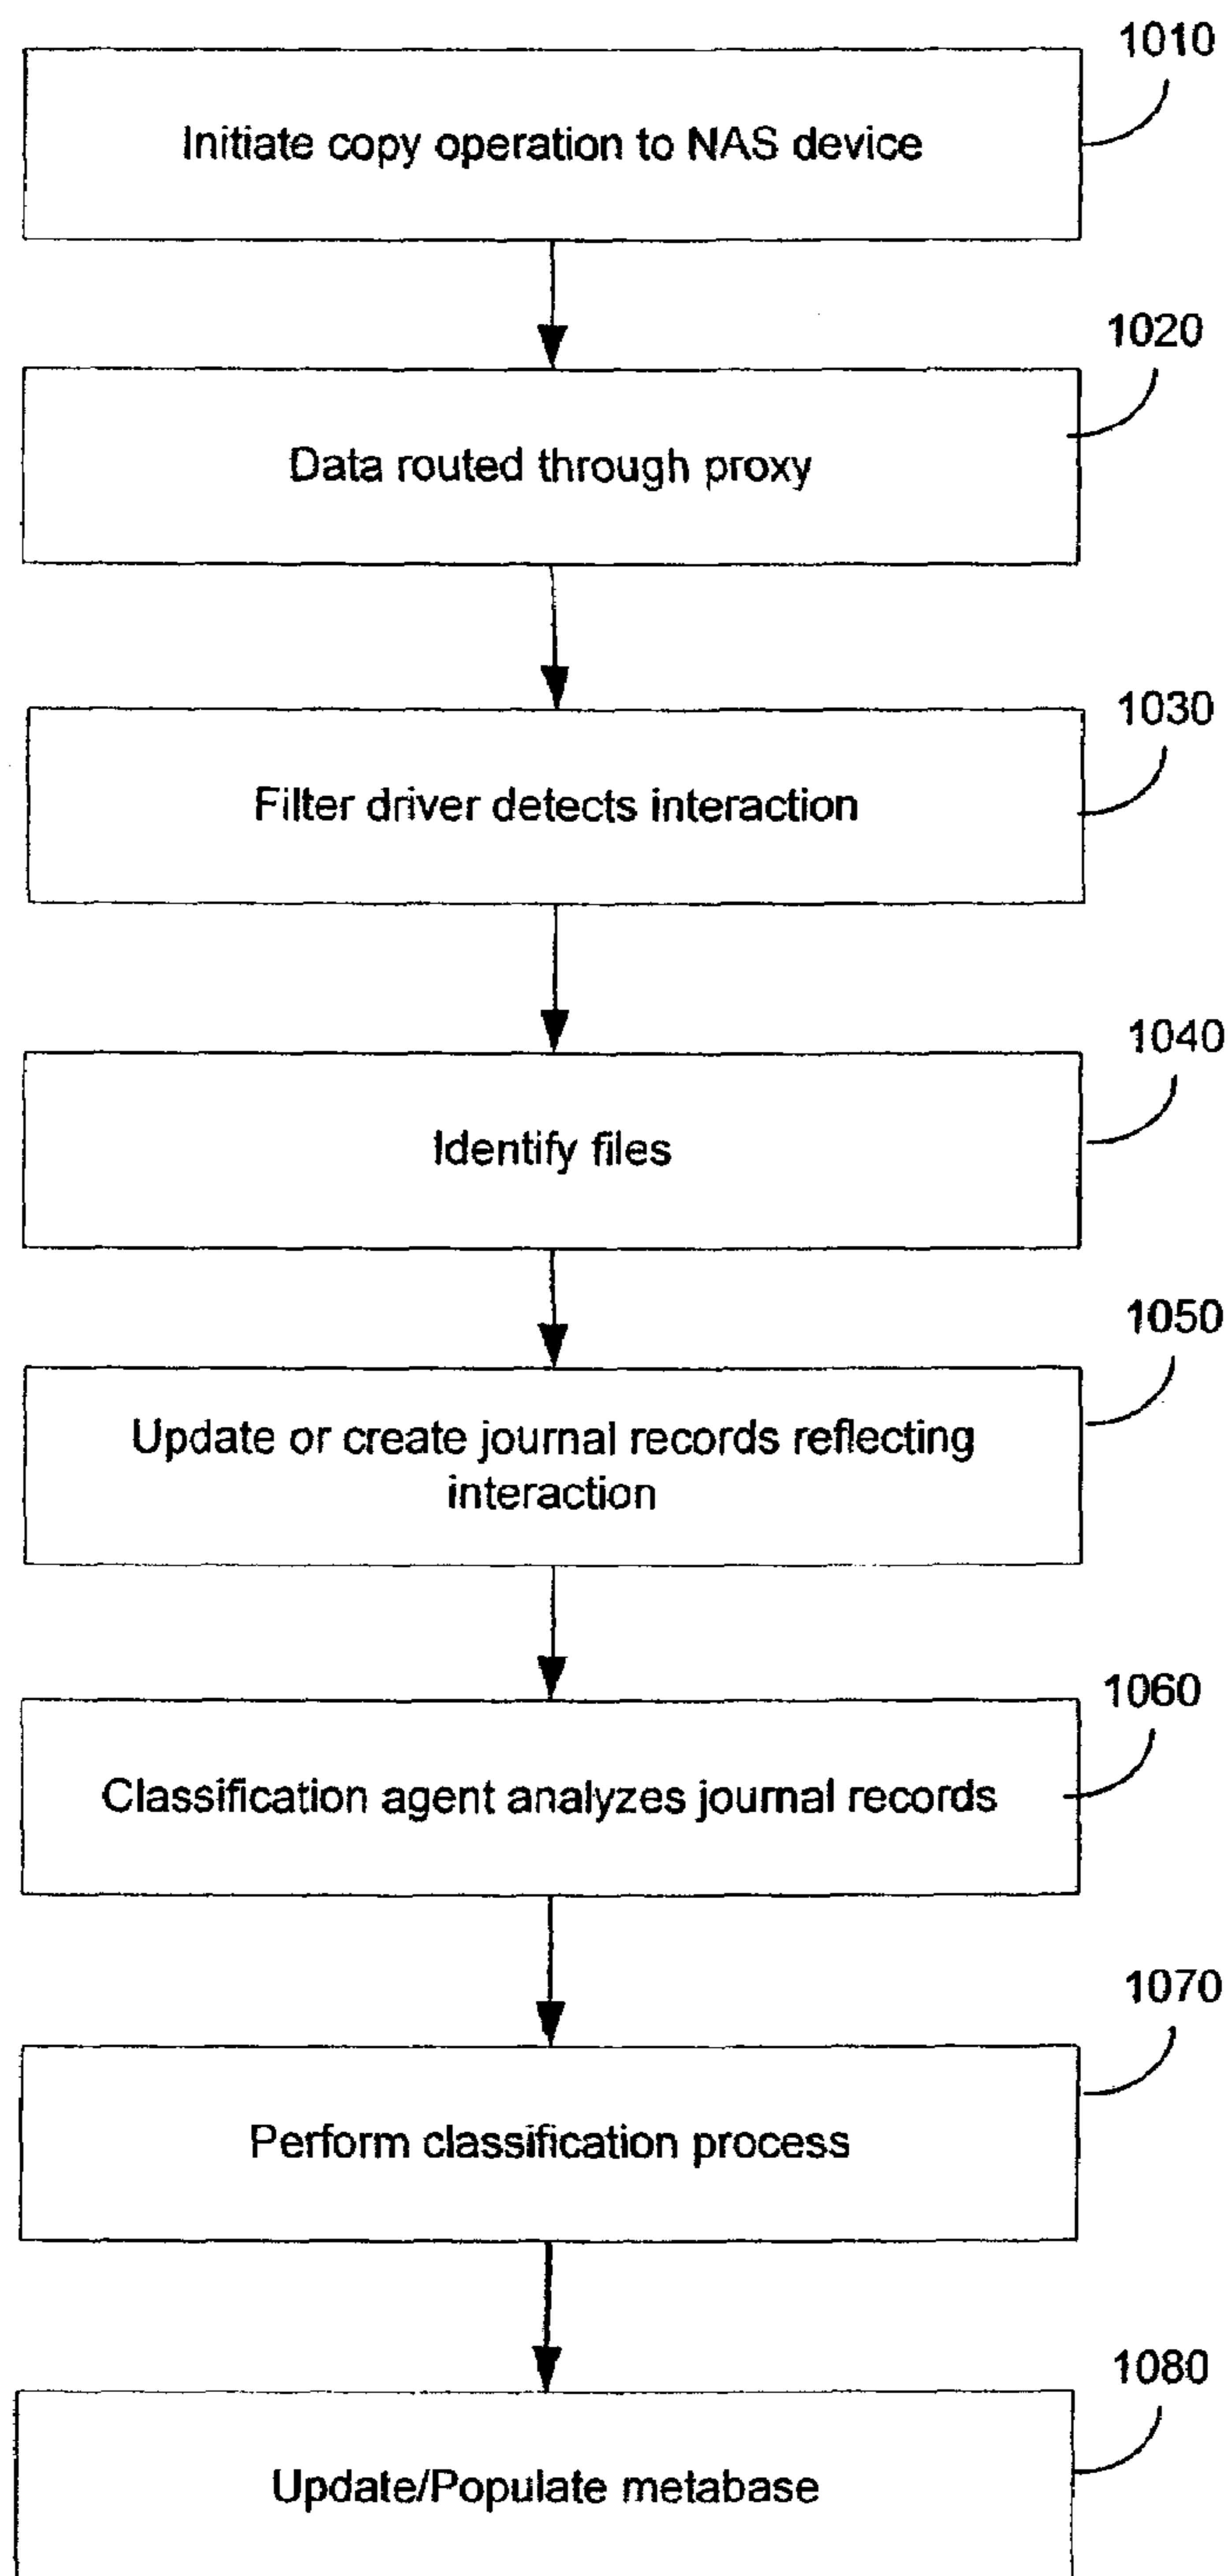 1010
Initiate copy operation to NAS device
1020
Data routed through proxy
1030
Filter driver detects interaction
1040
Identify files
1050
Update or create journal records reflecting
interaction
1060
Classification agent analyzes journal records
1070
Perform classification process
1080
Update/Populate metabase